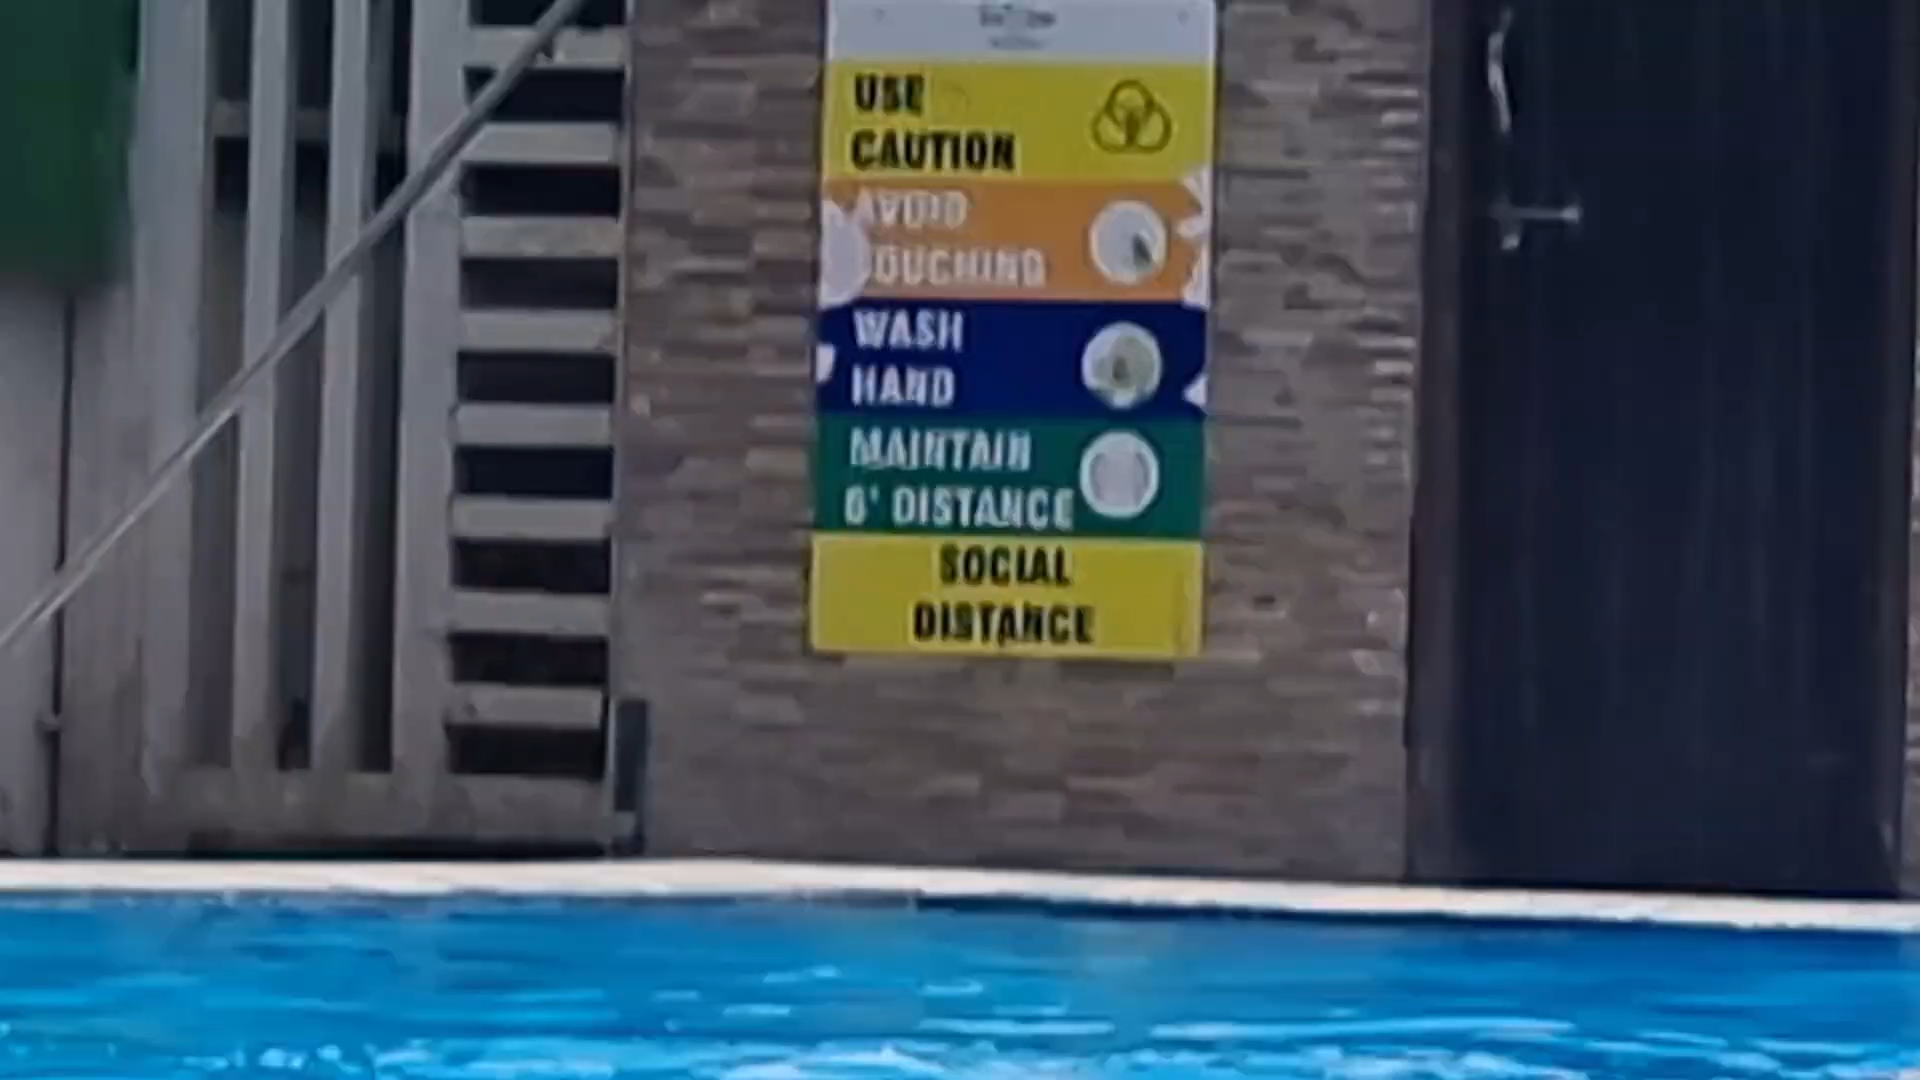 USE
CAUTION
AVOID
TOUCHING
WASH
HAND
MAINTAIN
6' DISTANCE
SOCIAL
DISTANCE